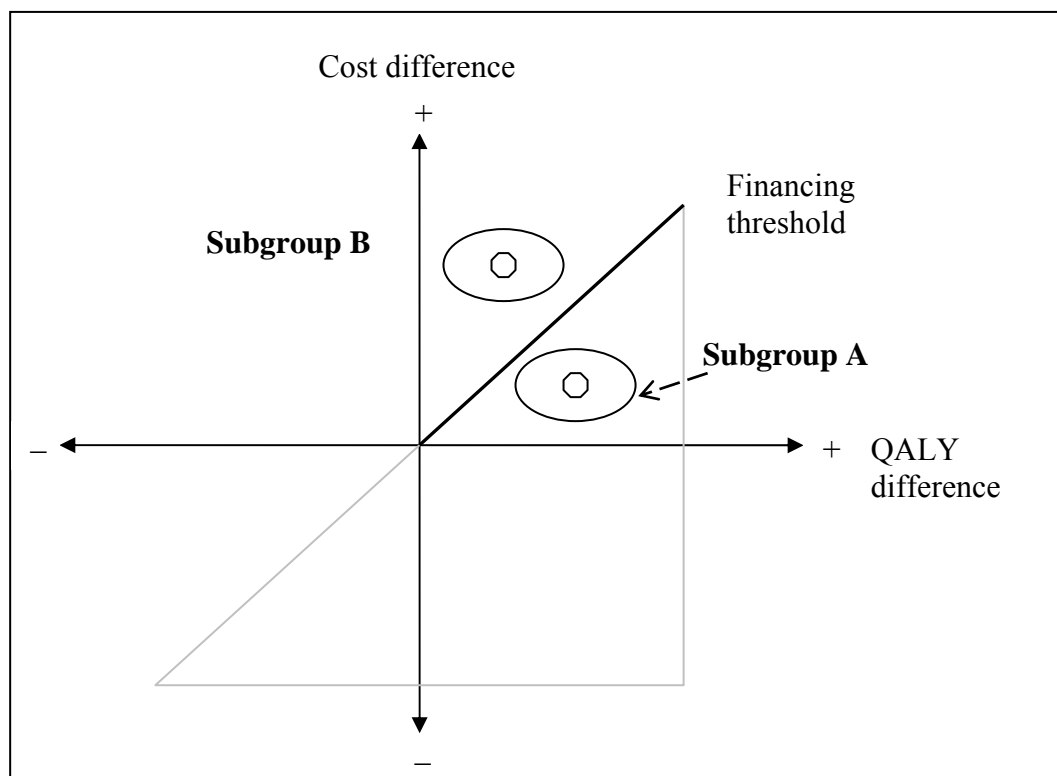 Cost difference
+
Financing
threshold
Subgroup B
Subgroup A
–
+ QALY
difference
–